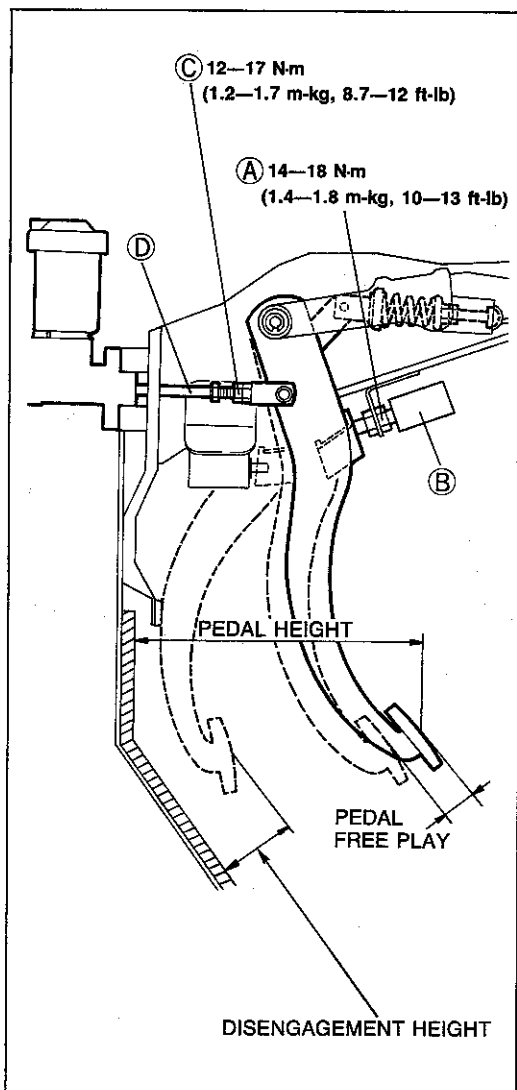 Ⓒ 12—17 N·m
(1.2—1.7 m-kg, 8.7—12 ft-lb)
Ⓐ 14—18 N·m
(1.4—1.8 m-kg, 10—13 ft-lb)
Ⓓ
Ⓑ
PEDAL HEIGHT
PEDAL
FREE PLAY
DISENGAGEMENT HEIGHT